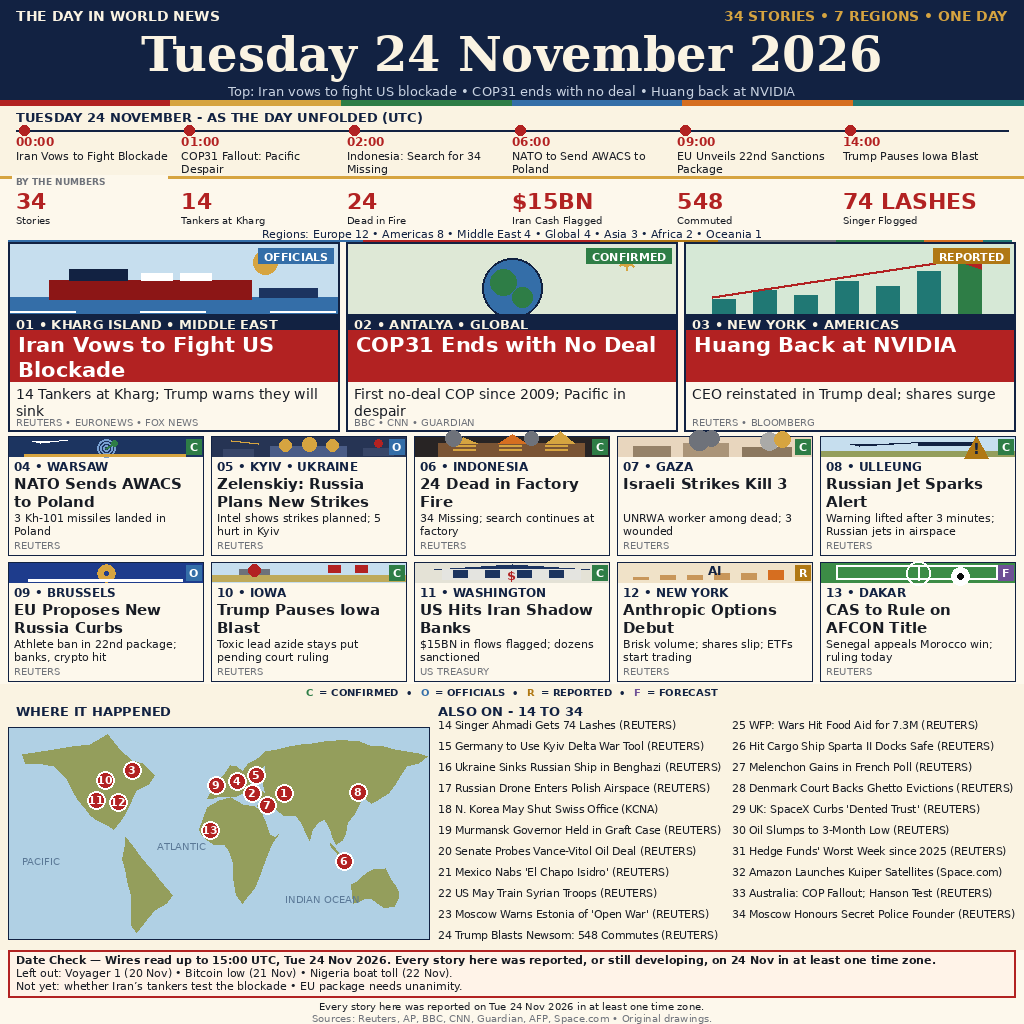 THE DAY IN WORLD NEWS
34 STORIES • 7 REGIONS • ONE DAY
Tuesday 24 November 2026
Top: Iran vows to fight US blockade • COP31 ends with no deal • Huang back at NVIDIA
TUESDAY 24 NOVEMBER - AS THE DAY UNFOLDED (UTC)
00:00
Iran Vows to Fight Blockade
01:00
COP31 Fallout: Pacific
Despair
02:00
Indonesia: Search for 34
Missing
06:00
NATO to Send AWACS to
Poland
09:00
EU Unveils 22nd Sanctions
Package
14:00
Trump Pauses Iowa Blast
BY THE NUMBERS
34
Stories
14
Tankers at Kharg
24
Dead in Fire
$15BN
Iran Cash Flagged
548
Commuted
74 LASHES
Singer Flogged
Regions: Europe 12 • Americas 8 • Middle East 4 • Global 4 • Asia 3 • Africa 2 • Oceania 1
OFFICIALS
01 • KHARG ISLAND • MIDDLE EAST
Iran Vows to Fight US
Blockade
14 Tankers at Kharg; Trump warns they will
sink
REUTERS • EURONEWS • FOX NEWS
CONFIRMED
02 • ANTALYA • GLOBAL
COP31 Ends with No Deal
First no-deal COP since 2009; Pacific in
despair
BBC • CNN • GUARDIAN
REPORTED
03 • NEW YORK • AMERICAS
Huang Back at NVIDIA
CEO reinstated in Trump deal; shares surge
REUTERS • BLOOMBERG
C
04 • WARSAW
NATO Sends AWACS
to Poland
3 Kh-101 missiles landed in
Poland
REUTERS
O
05 • KYIV • UKRAINE
Zelenskiy: Russia
Plans New Strikes
Intel shows strikes planned; 5
hurt in Kyiv
REUTERS
C
06 • INDONESIA
24 Dead in Factory
Fire
34 Missing; search continues at
factory
REUTERS
C
07 • GAZA
Israeli Strikes Kill 3
UNRWA worker among dead; 3
wounded
REUTERS
!
C
08 • ULLEUNG
Russian Jet Sparks
Alert
Warning lifted after 3 minutes;
Russian jets in airspace
REUTERS
O
09 • BRUSSELS
EU Proposes New
Russia Curbs
Athlete ban in 22nd package;
banks, crypto hit
REUTERS
C
10 • IOWA
Trump Pauses Iowa
Blast
Toxic lead azide stays put
pending court ruling
REUTERS
$
C
11 • WASHINGTON
US Hits Iran Shadow
Banks
$15BN in flows flagged; dozens
sanctioned
US TREASURY
AI
R
12 • NEW YORK
Anthropic Options
Debut
Brisk volume; shares slip; ETFs
start trading
REUTERS
F
13 • DAKAR
CAS to Rule on
AFCON Title
Senegal appeals Morocco win;
ruling today
REUTERS
C = CONFIRMED • O = OFFICIALS • R = REPORTED • F = FORECAST
WHERE IT HAPPENED
3
10
11
12
9
4
5
2
1
7
8
13
6
PACIFIC
ATLANTIC
INDIAN OCEAN
ALSO ON - 14 TO 34
14 Singer Ahmadi Gets 74 Lashes (REUTERS)
15 Germany to Use Kyiv Delta War Tool (REUTERS)
16 Ukraine Sinks Russian Ship in Benghazi (REUTERS)
17 Russian Drone Enters Polish Airspace (REUTERS)
18 N. Korea May Shut Swiss Office (KCNA)
19 Murmansk Governor Held in Graft Case (REUTERS)
20 Senate Probes Vance-Vitol Oil Deal (REUTERS)
21 Mexico Nabs 'El Chapo Isidro' (REUTERS)
22 US May Train Syrian Troops (REUTERS)
23 Moscow Warns Estonia of 'Open War' (REUTERS)
24 Trump Blasts Newsom: 548 Commutes (REUTERS)
25 WFP: Wars Hit Food Aid for 7.3M (REUTERS)
26 Hit Cargo Ship Sparta II Docks Safe (REUTERS)
27 Melenchon Gains in French Poll (REUTERS)
28 Denmark Court Backs Ghetto Evictions (REUTERS)
29 UK: SpaceX Curbs 'Dented Trust' (REUTERS)
30 Oil Slumps to 3-Month Low (REUTERS)
31 Hedge Funds' Worst Week since 2025 (REUTERS)
32 Amazon Launches Kuiper Satellites (Space.com)
33 Australia: COP Fallout; Hanson Test (REUTERS)
34 Moscow Honours Secret Police Founder (REUTERS)
Date Check — Wires read up to 15:00 UTC, Tue 24 Nov 2026. Every story here was reported, or still developing, on 24 Nov in at least one time zone.
Left out: Voyager 1 (20 Nov) • Bitcoin low (21 Nov) • Nigeria boat toll (22 Nov).
Not yet: whether Iran’s tankers test the blockade • EU package needs unanimity.
Every story here was reported on Tue 24 Nov 2026 in at least one time zone.
Sources: Reuters, AP, BBC, CNN, Guardian, AFP, Space.com • Original drawings.